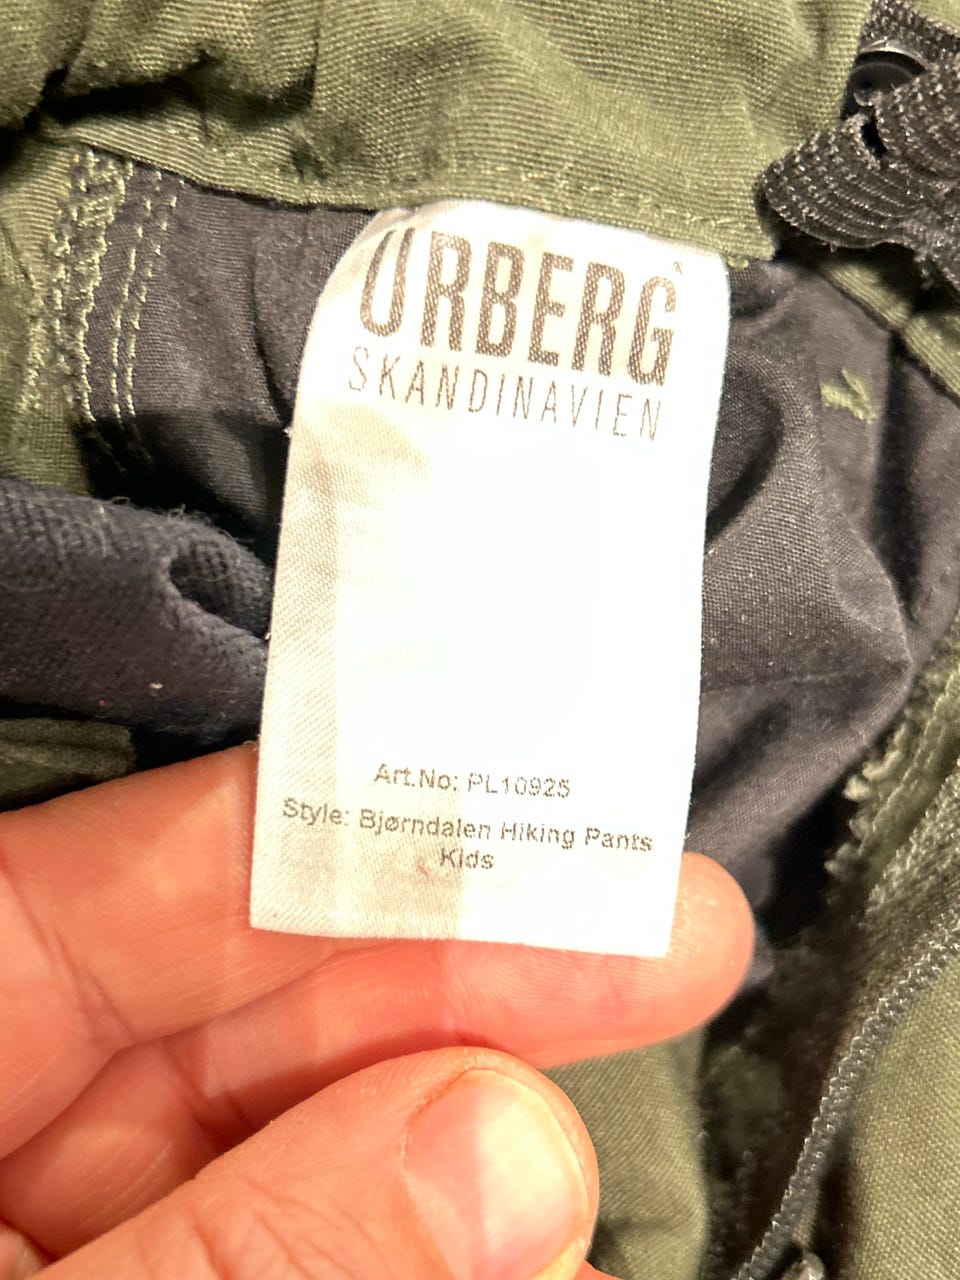 URBERG
SKANDINAVIEN
Art.No: PL10925
Style: Bjørndalen Hiking Pants
Kids